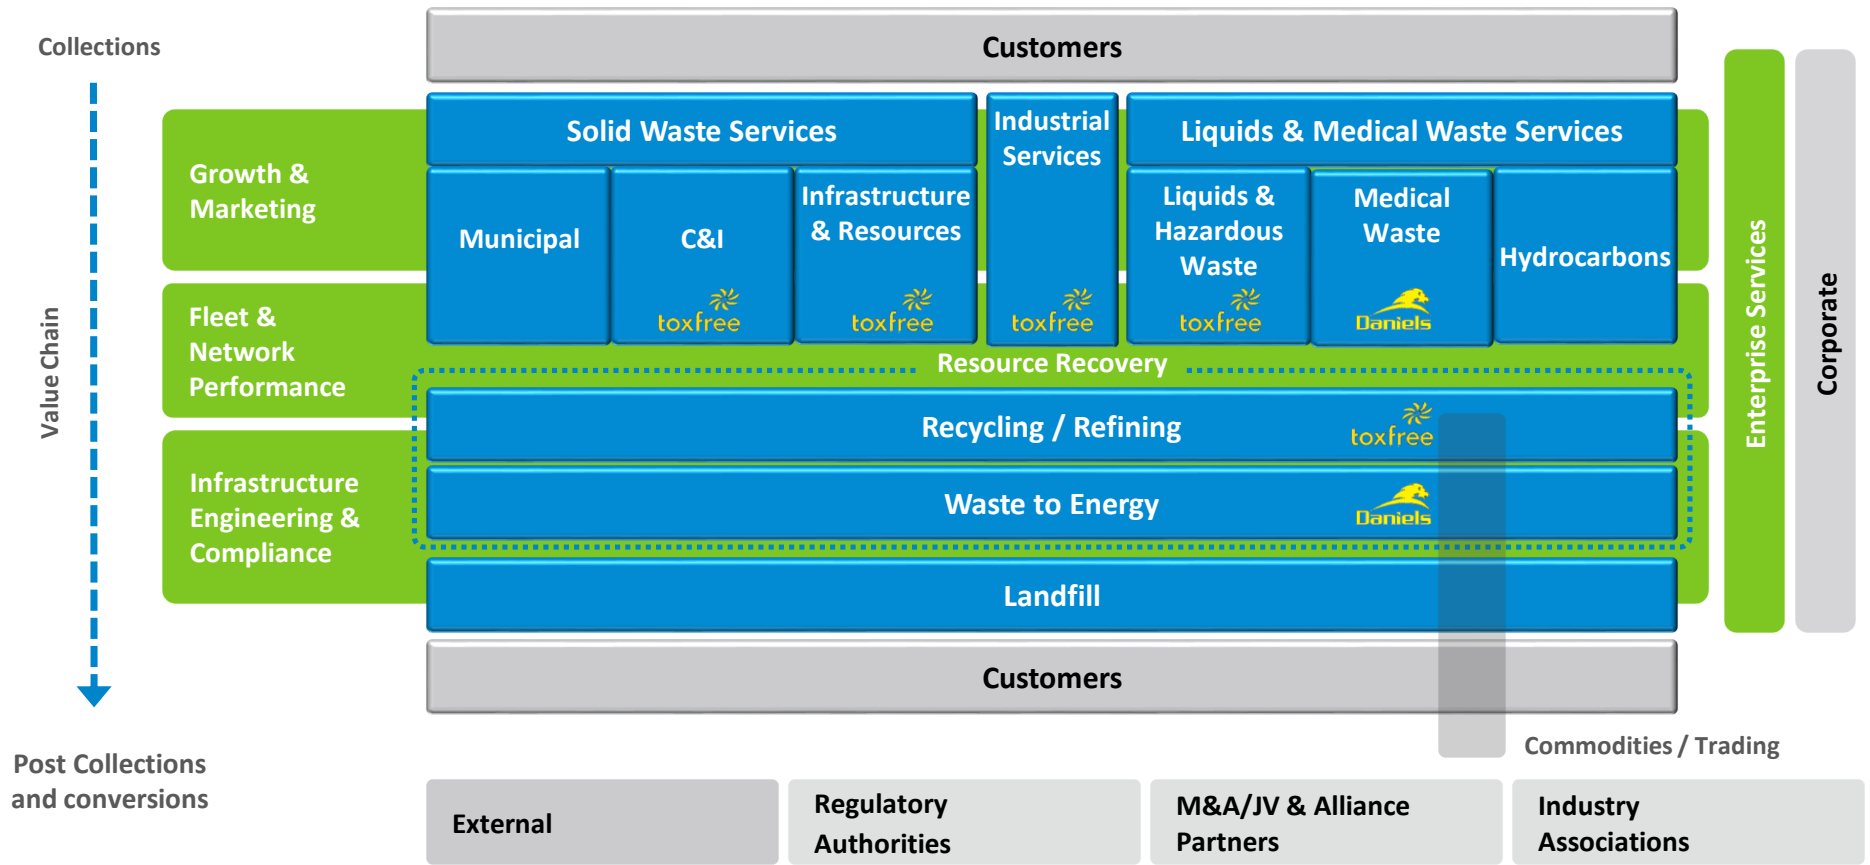 Collections
Customers
Solid Waste Services
Industrial
Services
Liquids & Medical Waste Services
Growth &
Marketing
Municipal
C&I
toxfree
Infrastructure
& Resources
toxfree
toxfree
Liquids &
Hazardous
Waste
toxfree
Medical
Waste
Daniels
Hydrocarbons
Fleet &
Network
Performance
Value Chain
Resource Recovery
Recycling / Refining
toxfree
Waste to Energy
Daniels
Infrastructure
Engineering &
Compliance
Landfill
Customers
Enterprise Services
Corporate
Commodities / Trading
Post Collections
and conversions
External
Regulatory
Authorities
M&A/JV & Alliance
Partners
Industry
Associations